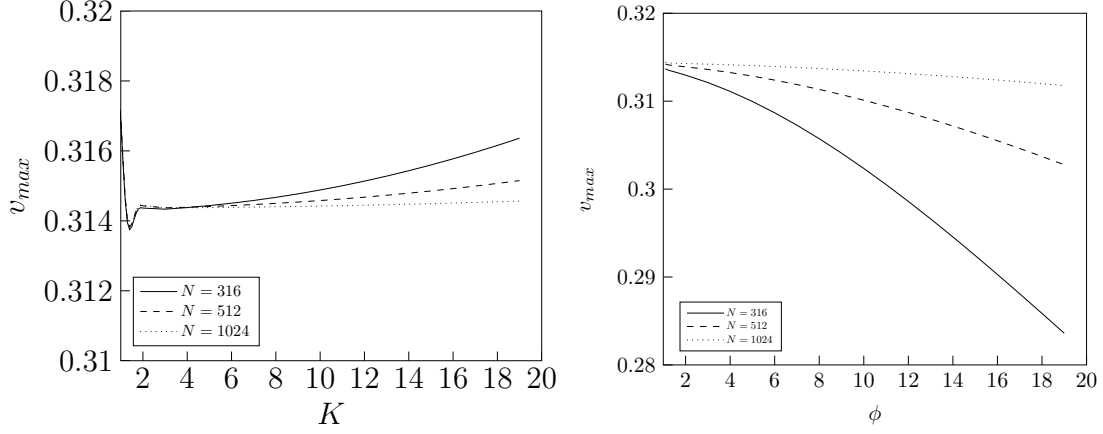 0.32
0.318
0.316
0.314
0.312
0.31
v_max
N = 316
N = 512
N = 1024
2 4 6 8 10 12 14 16 18 20
K
0.32
0.31
0.3
0.29
0.28
v_max
N = 316
N = 512
N = 1024
2 4 6 8 10 12 14 16 18 20
ϕ